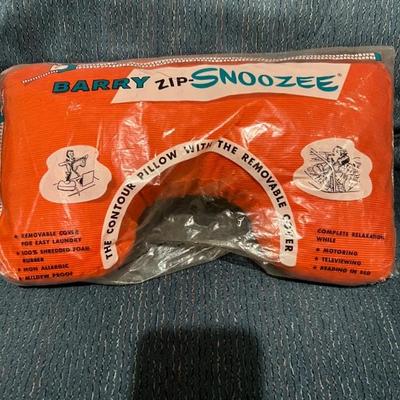 BARRY ZIP-SNOOZEE®
THE CONTOUR PILLOW WITH THE REMOVABLE COVER
★ REMOVABLE COVER
FOR EASY LAUNDRY
★ 100% SHREDDED FOAM
RUBBER
★ NON ALLERGIC
★ MILDEW PROOF
COMPLETE RELAXATION
WHILE
★ MOTORING
★ TELEVIEWING
★ READING IN BED